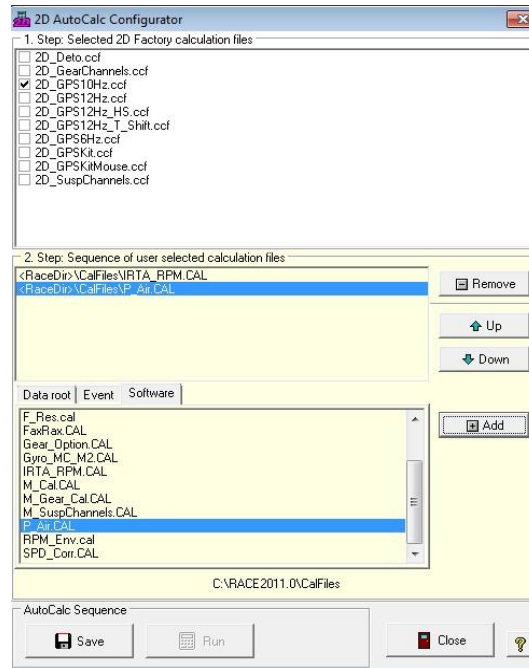 2D AutoCalc Configurator
1. Step: Selected 2D Factory calculation files
2D_Deto.ccf
2D_GearChannels.ccf
2D_GPS10Hz.ccf
2D_GPS12Hz.ccf
2D_GPS12Hz_HS.ccf
2D_GPS12Hz_T_Shift.ccf
2D_GPS6Hz.ccf
2D_GPSKit.ccf
2D_GPSKitMouse.ccf
2D_SuspChannels.ccf
2. Step: Sequence of user selected calculation files
<RaceDir>\CalFiles\IRTA_RPM.CAL
<RaceDir>\CalFiles\P_Air.CAL
Remove
Up
Down
Data root Event Software
Add
F_Res.cal
FaxRax.CAL
Gear_Option.CAL
Gyro_MC_M2.CAL
IRTA_RPM.CAL
M_Cal.CAL
M_Gear_Cal.CAL
M_SuspChannels.CAL
P_Air.CAL
RPM_Env.cal
SPD_Corr.CAL
C:\RACE2011.0\CalFiles
AutoCalc Sequence
Save Run Close ?